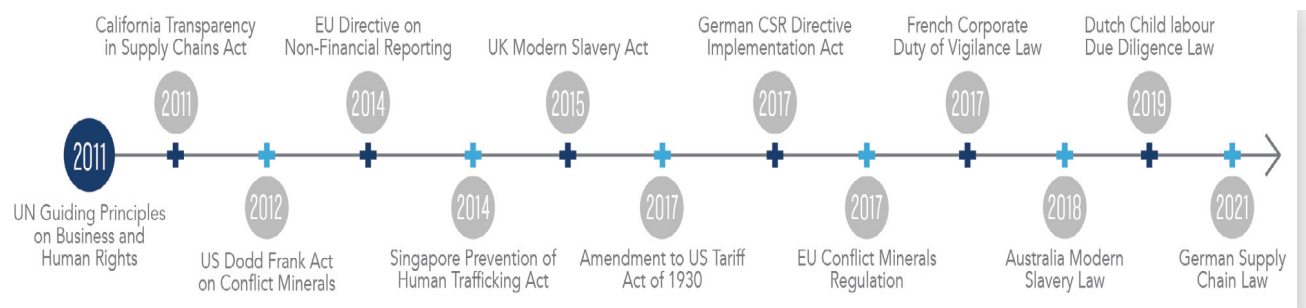 2011
UN Guiding Principles
on Business and
Human Rights
California Transparency
in Supply Chains Act
2011
2012
US Dodd Frank Act
on Conflict Minerals
EU Directive on
Non-Financial Reporting
2014
2014
Singapore Prevention of
Human Trafficking Act
UK Modern Slavery Act
2015
2017
Amendment to US Tariff
Act of 1930
German CSR Directive
Implementation Act
2017
2017
EU Conflict Minerals
Regulation
French Corporate
Duty of Vigilance Law
2017
2018
Australia Modern
Slavery Law
Dutch Child labour
Due Diligence Law
2019
2021
German Supply
Chain Law